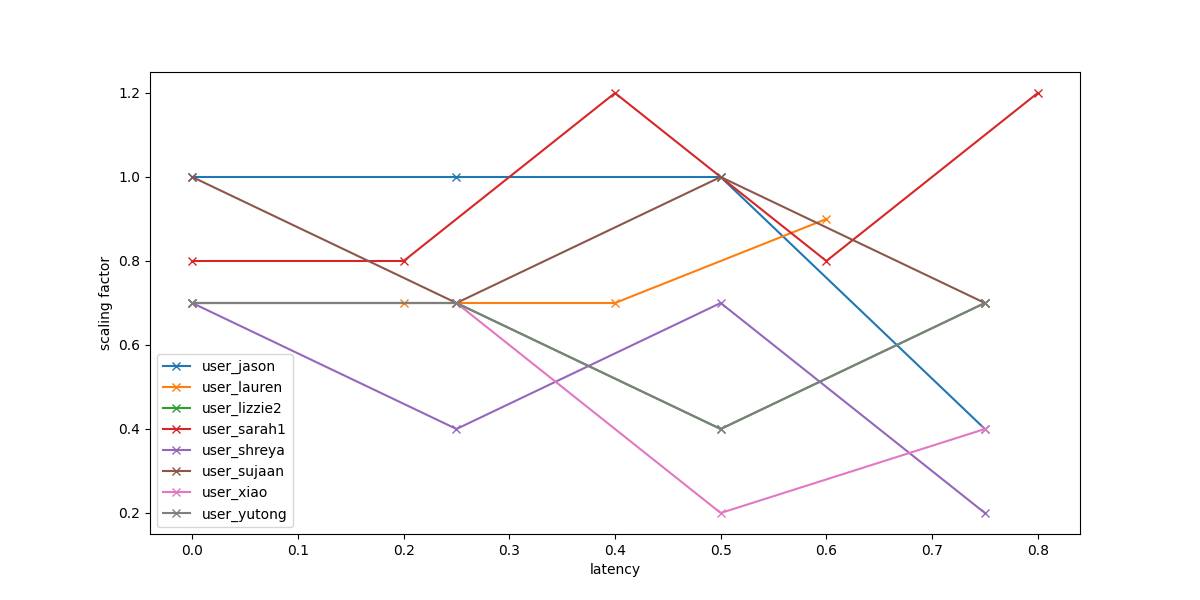 1.2
1.0
0.8
0.6
0.4
0.2
scaling factor
user_jason
user_lauren
user_lizzie2
user_sarah1
user_shreya
user_sujaan
user_xiao
user_yutong
0.0 0.1 0.2 0.3 0.4 0.5 0.6 0.7 0.8
latency